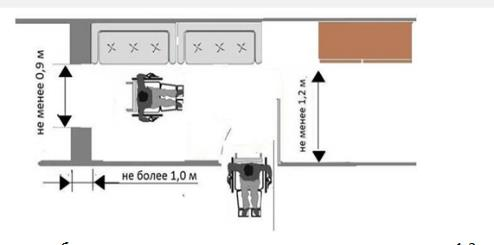 не менее 0,9 м
не менее 1,2 м
не более 1,0 м